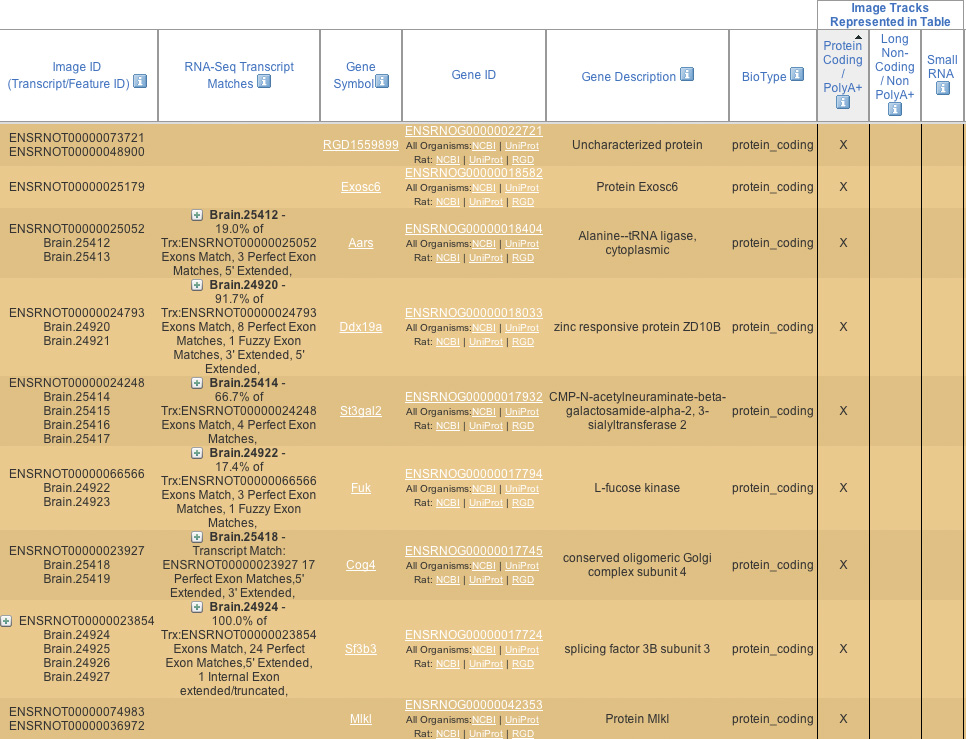 Image Tracks
Represented in Table
Image ID
(Transcript/Feature ID)
RNA-Seq Transcript
Matches
Gene
Symbol
Gene ID
Gene Description
BioType
Protein
Coding
/
PolyA+
Long
Non-
Coding
/ Non
PolyA+
Small
RNA
ENSRNOT00000073721
ENSRNOT00000048900
RGD1559899
ENSRNOG00000022721
All Organisms:NCBI | UniProt
Rat: NCBI | UniProt | RGD
Uncharacterized protein
protein_coding
X
ENSRNOT00000025179
Exosc6
ENSRNOG00000018582
All Organisms:NCBI | UniProt
Rat: NCBI | UniProt | RGD
Protein Exosc6
protein_coding
X
ENSRNOT00000025052
Brain.25412
Brain.25413
Brain.25412 -
19.0% of
Trx:ENSRNOT00000025052
Exons Match, 3 Perfect Exon
Matches, 5' Extended,
Aars
ENSRNOG00000018404
All Organisms:NCBI | UniProt
Rat: NCBI | UniProt | RGD
Alanine--tRNA ligase,
cytoplasmic
protein_coding
X
ENSRNOT00000024793
Brain.24920
Brain.24921
Brain.24920 -
91.7% of
Trx:ENSRNOT00000024793
Exons Match, 8 Perfect Exon
Matches, 1 Fuzzy Exon
Matches, 3' Extended, 5'
Extended,
Ddx19a
ENSRNOG00000018033
All Organisms:NCBI | UniProt
Rat: NCBI | UniProt | RGD
zinc responsive protein ZD10B
protein_coding
X
ENSRNOT00000024248
Brain.25414
Brain.25415
Brain.25416
Brain.25417
Brain.25414 -
66.7% of
Trx:ENSRNOT00000024248
Exons Match, 4 Perfect Exon
Matches,
St3gal2
ENSRNOG00000017932
All Organisms:NCBI | UniProt
Rat: NCBI | UniProt | RGD
CMP-N-acetylneuraminate-beta-
galactosamide-alpha-2, 3-
sialyltransferase 2
protein_coding
X
ENSRNOT00000066566
Brain.24922
Brain.24923
Brain.24922 -
17.4% of
Trx:ENSRNOT00000066566
Exons Match, 3 Perfect Exon
Matches, 1 Fuzzy Exon
Matches,
Fuk
ENSRNOG00000017794
All Organisms:NCBI | UniProt
Rat: NCBI | UniProt | RGD
L-fucose kinase
protein_coding
X
ENSRNOT00000023927
Brain.25418
Brain.25419
Brain.25418 -
Transcript Match:
ENSRNOT00000023927 17
Perfect Exon Matches,5'
Extended, 3' Extended,
Cog4
ENSRNOG00000017745
All Organisms:NCBI | UniProt
Rat: NCBI | UniProt | RGD
conserved oligomeric Golgi
complex subunit 4
protein_coding
X
ENSRNOT00000023854
Brain.24924
Brain.24925
Brain.24926
Brain.24927
Brain.24924 -
100.0% of
Trx:ENSRNOT00000023854
Exons Match, 24 Perfect
Exon Matches,5' Extended,
1 Internal Exon
extended/truncated,
Sf3b3
ENSRNOG00000017724
All Organisms:NCBI | UniProt
Rat: NCBI | UniProt | RGD
splicing factor 3B subunit 3
protein_coding
X
ENSRNOT00000074983
ENSRNOT00000036972
Mlkl
ENSRNOG00000042353
All Organisms:NCBI | UniProt
Rat: NCBI | UniProt | RGD
Protein Mlkl
protein_coding
X